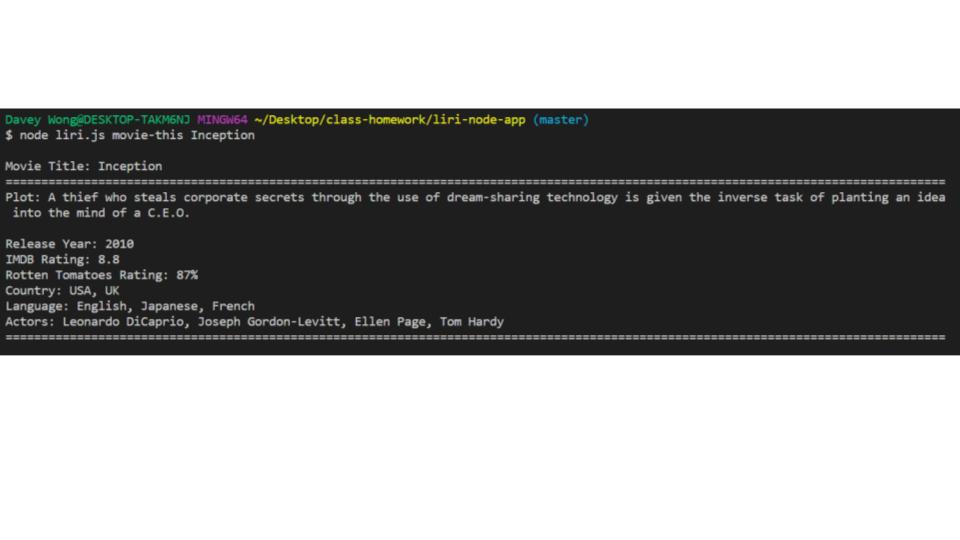 Davey Wong@DESKTOP-TAKM6NJ MINGW64 ~/Desktop/class-homework/liri-node-app (master)
$ node liri.js movie-this Inception
Movie Title: Inception
====================================================================================================================================
Plot: A thief who steals corporate secrets through the use of dream-sharing technology is given the inverse task of planting an idea
into the mind of a C.E.O.
Release Year: 2010
IMDB Rating: 8.8
Rotten Tomatoes Rating: 87%
Country: USA, UK
Language: English, Japanese, French
Actors: Leonardo DiCaprio, Joseph Gordon-Levitt, Ellen Page, Tom Hardy
====================================================================================================================================